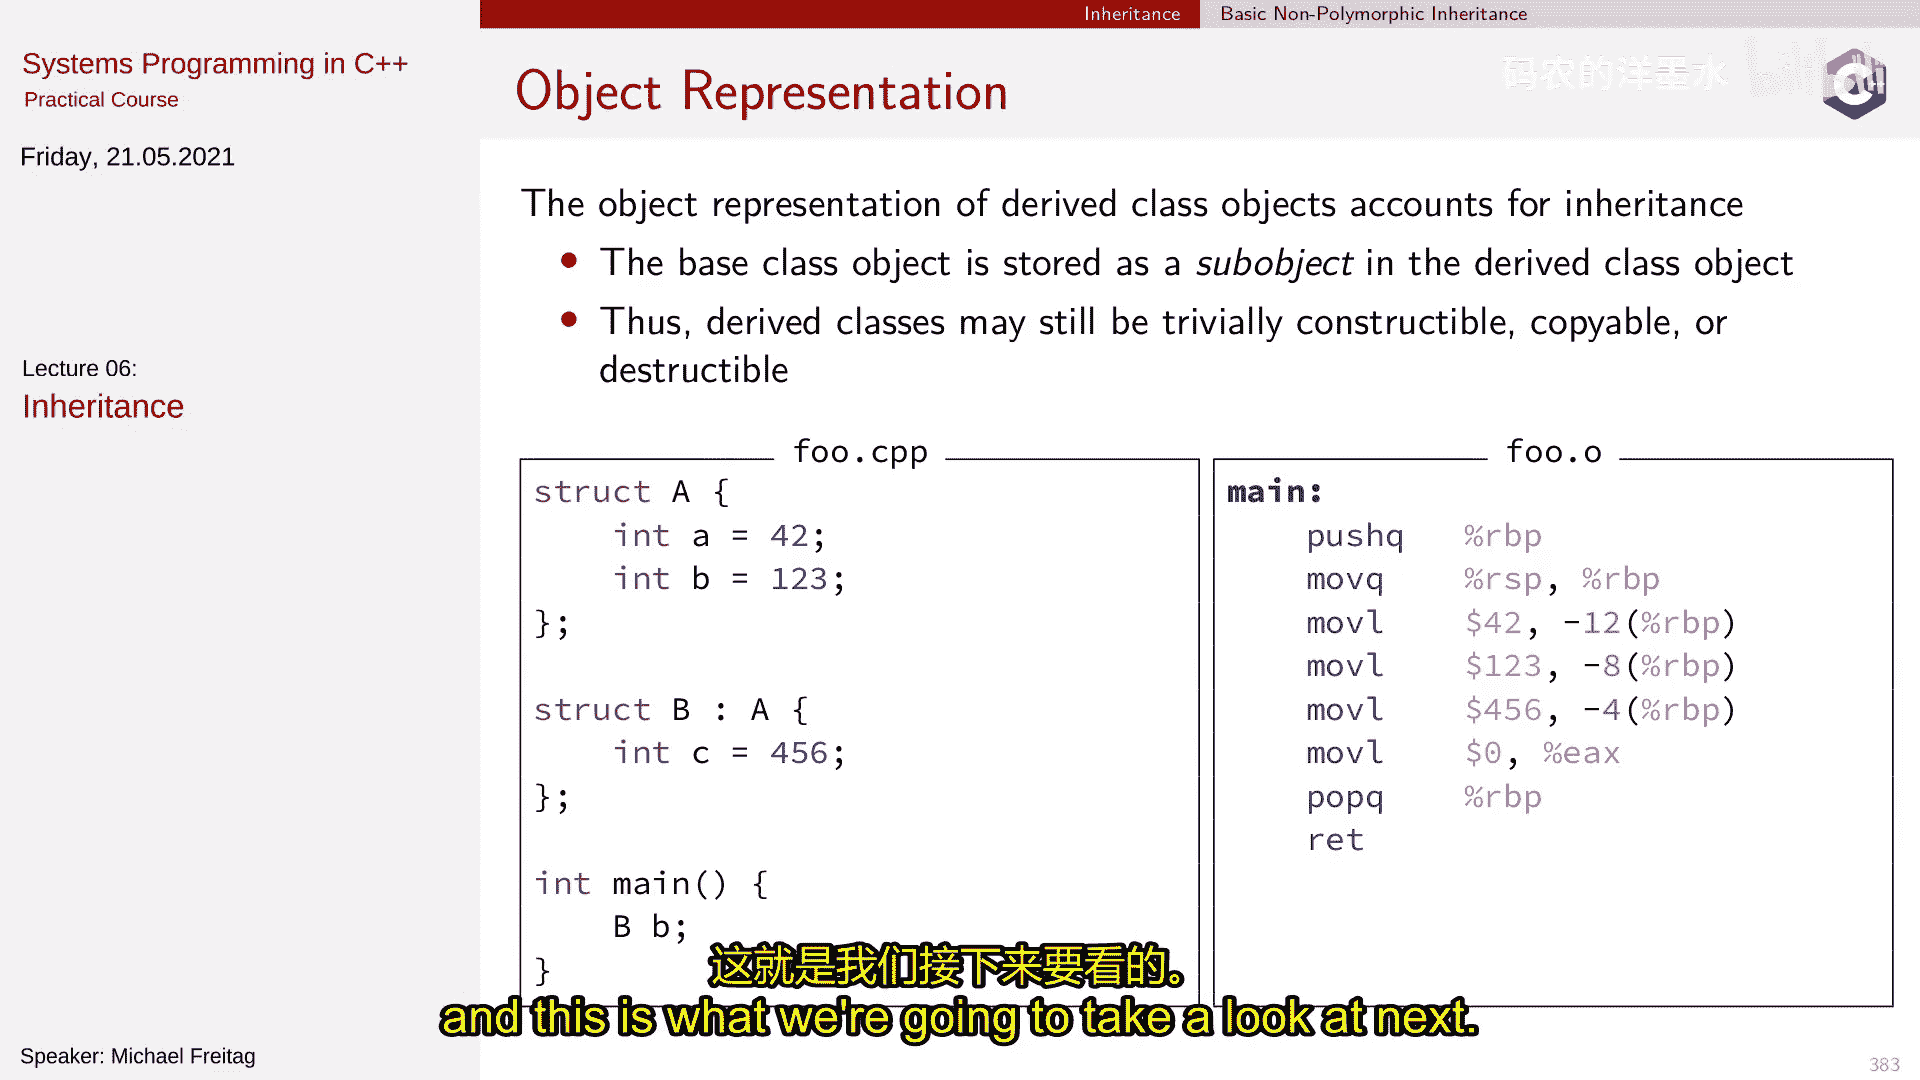 Inheritance
Basic Non-Polymorphic Inheritance
Systems Programming in C++
Practical Course
Friday, 21.05.2021
Lecture 06:
Inheritance
Object Representation
码农的洋墨水
The object representation of derived class objects accounts for inheritance
• The base class object is stored as a subobject in the derived class object
• Thus, derived classes may still be trivially constructible, copyable, or
destructible
foo.cpp
struct A {
    int a = 42;
    int b = 123;
};
struct B : A {
    int c = 456;
};
int main() {
    B b;
}
foo.o
main:
    pushq   %rbp
    movq    %rsp, %rbp
    movl    $42, -12(%rbp)
    movl    $123, -8(%rbp)
    movl    $456, -4(%rbp)
    movl    $0, %eax
    popq    %rbp
    ret
这就是我们接下来要看的。
and this is what we're going to take a look at next.
Speaker: Michael Freitag
383